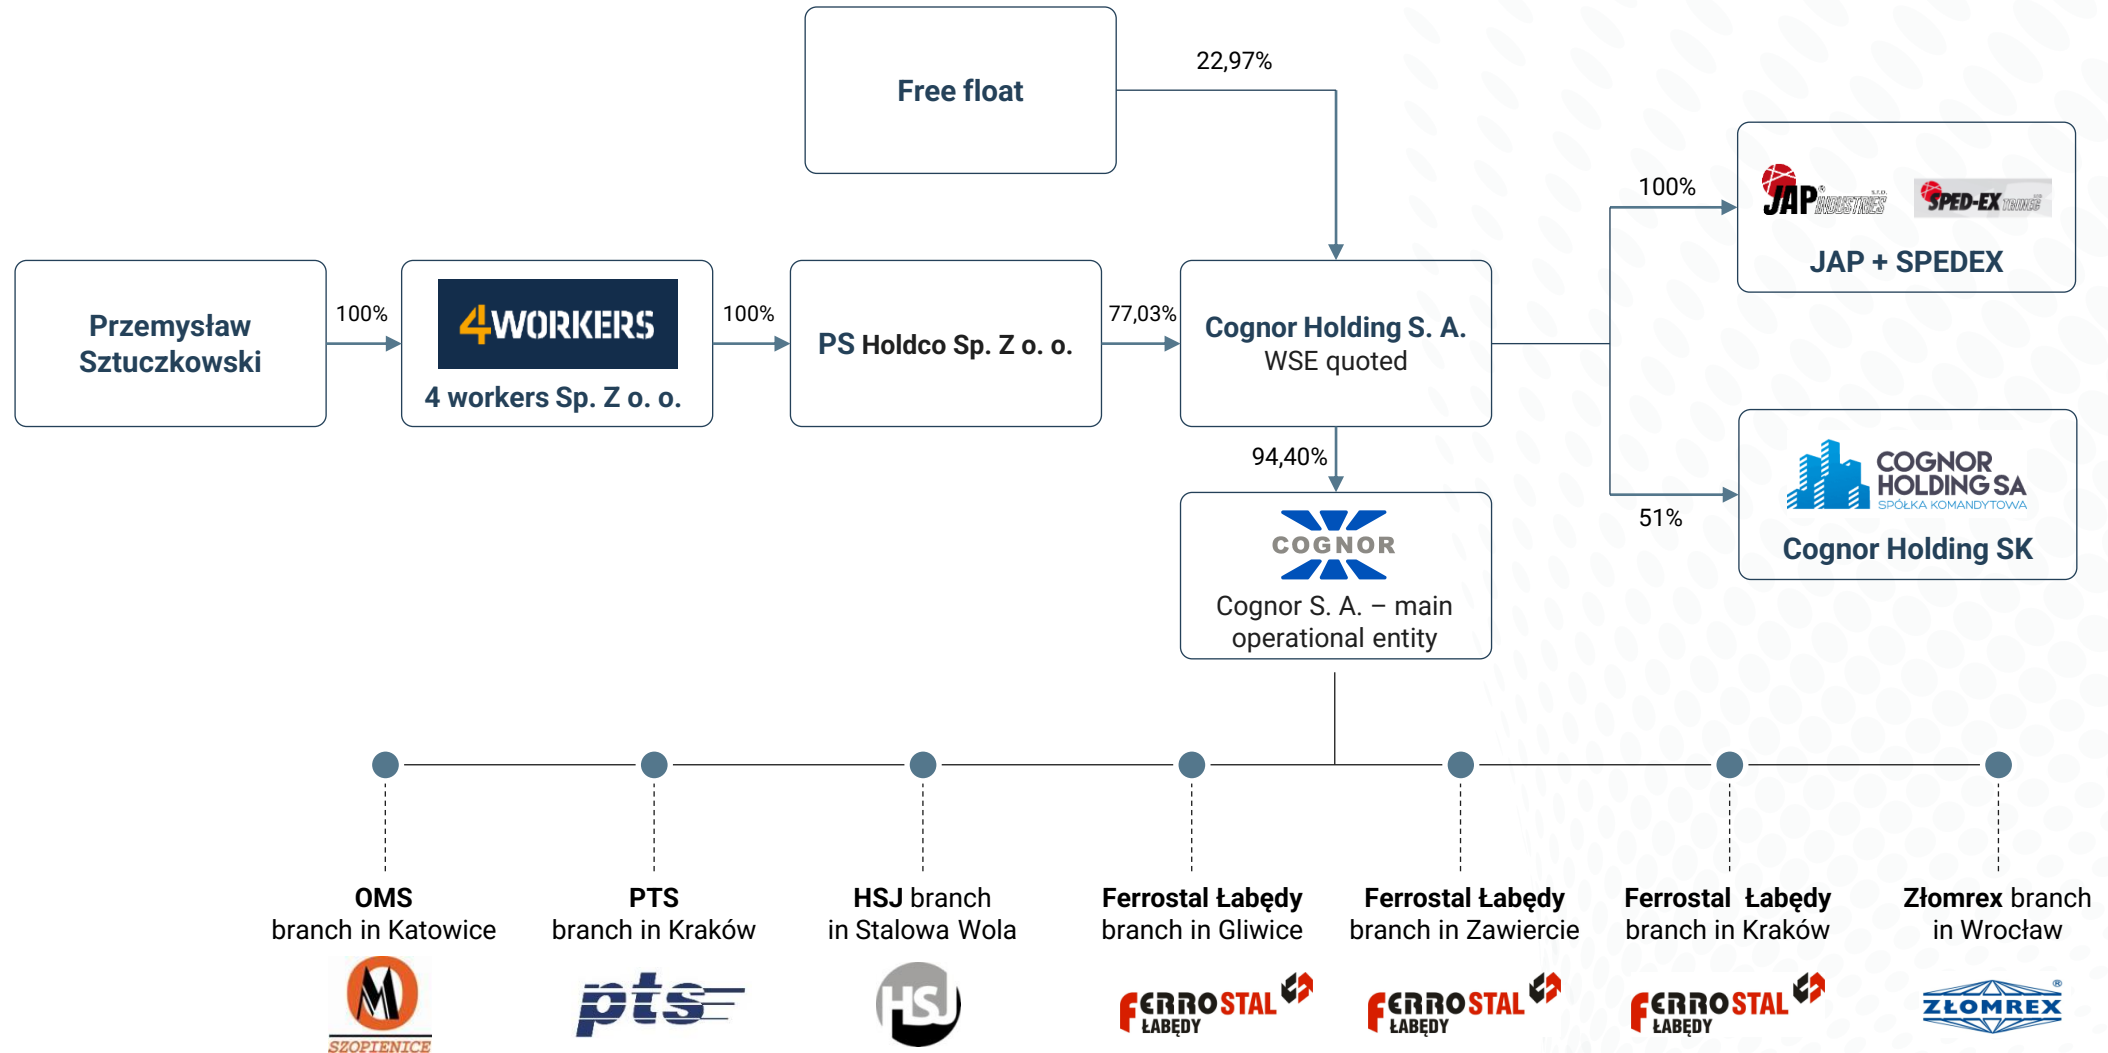 Free float
22,97%
100%
JAP® INDUSTRIES s.r.o.
SPED-EX TRINEC
JAP + SPEDEX
Przemysław
Sztuczkowski
100%
4WORKERS
4 workers Sp. Z o. o.
100%
PS Holdco Sp. Z o. o.
77,03%
Cognor Holding S. A.
WSE quoted
94,40%
51%
COGNOR
HOLDING SA
SPÓŁKA KOMANDYTOWA
Cognor Holding SK
COGNOR
Cognor S. A. – main
operational entity
OMS
branch in Katowice
SZOPIENICE
PTS
branch in Kraków
pts
HSJ branch
in Stalowa Wola
HSJ
Ferrostal Łabędy
branch in Gliwice
FERROSTAL
ŁABĘDY
Ferrostal Łabędy
branch in Zawiercie
FERROSTAL
ŁABĘDY
Ferrostal Łabędy
branch in Kraków
FERROSTAL
ŁABĘDY
Złomrex branch
in Wrocław
ZŁOMREX®